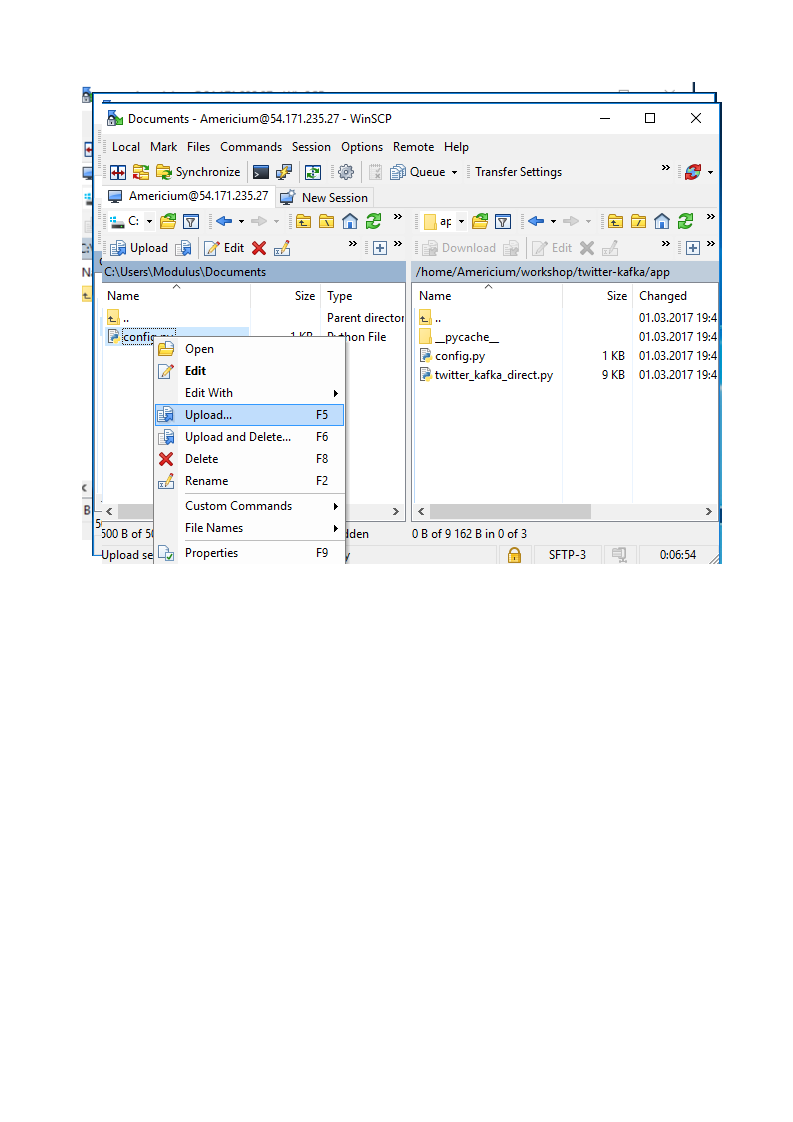 Documents - Americium@54.171.235.27 - WinSCP
Local Mark Files Commands Session Options Remote Help
Synchronize Queue Transfer Settings
Americium@54.171.235.27 New Session
C: ap
Upload Edit Download Edit
C:\Users\Modulus\Documents /home/Americium/workshop/twitter-kafka/app
Name Size Type Name Size Changed
.. Parent director .. 01.03.2017 19:4
config.py 1 KB Python File __pycache__ 01.03.2017 19:4
Open config.py 1 KB 01.03.2017 19:4
Edit twitter_kafka_direct.py 9 KB 01.03.2017 19:4
Edit With
Upload... F5
Upload and Delete... F6
Delete F8
Rename F2
Custom Commands
File Names
500 B of 50 dden 0 B of 9 162 B in 0 of 3
Properties F9
Upload se y SFTP-3 0:06:54